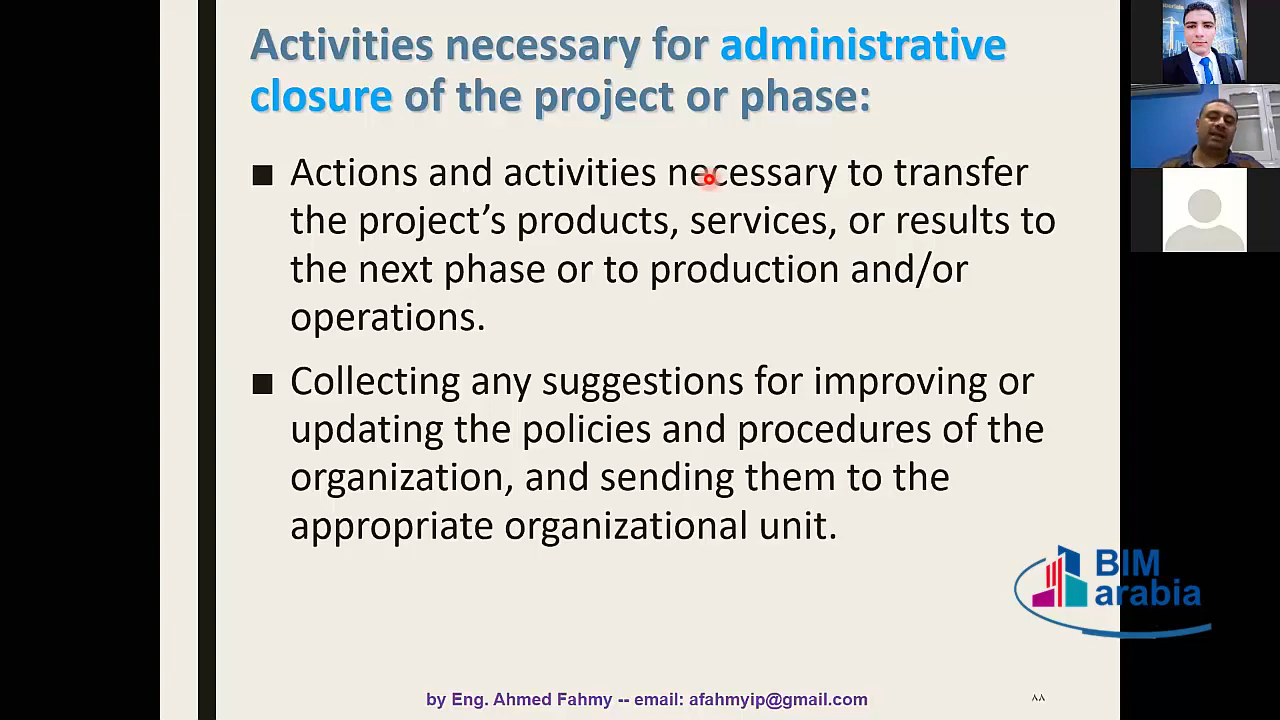 Activities necessary for administrative
closure of the project or phase:
■ Actions and activities necessary to transfer
the project’s products, services, or results to
the next phase or to production and/or
operations.
■ Collecting any suggestions for improving or
updating the policies and procedures of the
organization, and sending them to the
appropriate organizational unit.
BIM
arabia
by Eng. Ahmed Fahmy -- email: afahmyip@gmail.com
٨٨